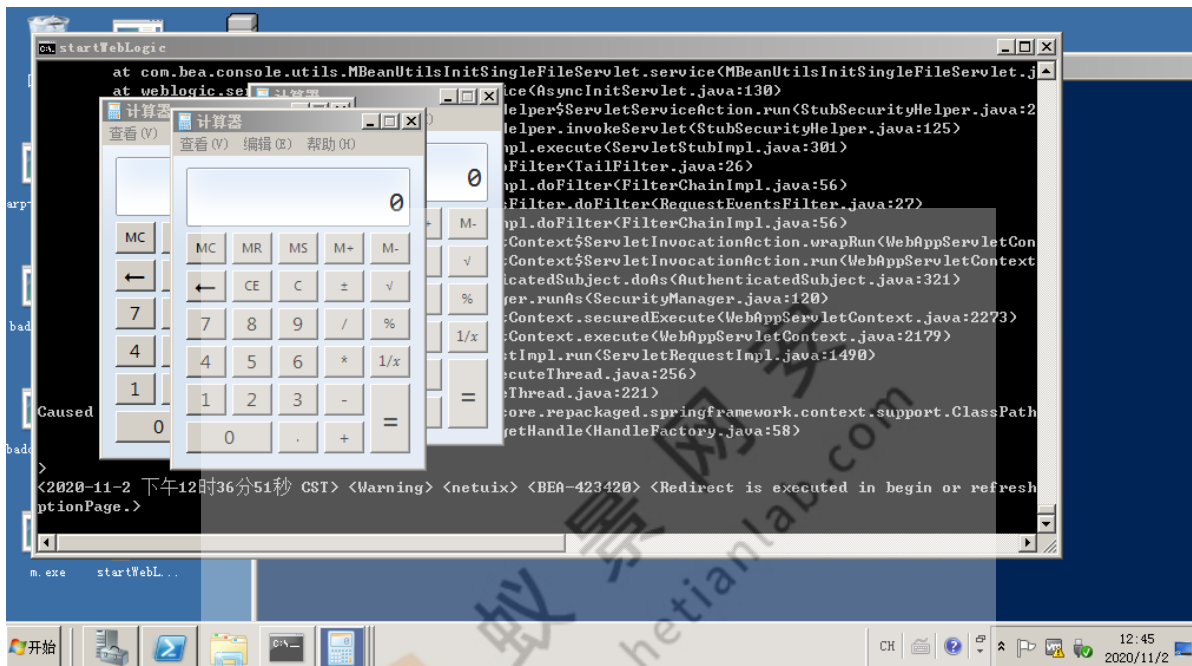 startWebLogic
at com.bea.console.utils.MBeanUtilsInitSingleFileServlet.service(MBeanUtilsInitSingleFileServlet.j
at weblogic.se
ice(AsyncInitServlet.java:130)
Helper$ServletServiceAction.run(StubSecurityHelper.java:2
Helper.invokeServlet(StubSecurityHelper.java:125)
mpl.execute(ServletStubImpl.java:301)
oFilter(TailFilter.java:26)
mpl.doFilter(FilterChainImpl.java:56)
sFilter.doFilter(RequestEventsFilter.java:27)
mpl.doFilter(FilterChainImpl.java:56)
tContext$ServletInvocationAction.wrapRun(WebAppServletCon
tContext$ServletInvocationAction.run(WebAppServletContext
icatedSubject.doAs(AuthenticatedSubject.java:321)
ger.runAs(SecurityManager.java:120)
tContext.securedExecute(WebAppServletContext.java:2273)
tContext.execute(WebAppServletContext.java:2179)
stImpl.run(ServletRequestImpl.java:1490)
ecuteThread.java:256)
eThread.java:221)
Caused
core.repackaged.springframework.context.support.ClassPath
getHandle(HandleFactory.java:58)
>
<2020-11-2 下午12时36分51秒 CST> <Warning> <netuix> <BEA-423420> <Redirect is executed in begin or refresh
ptionPage.>
计算器
计算器
查看(V)
MC
←
7
4
1
0
计算器
查看(V) 编辑(E) 帮助(H)
0
MC MR MS M+ M-
← CE C ± √
7 8 9 / %
4 5 6 * 1/x
1 2 3 - =
0 . +
0
M-
√
%
1/x
=
m.exe startWebL...
开始
CH
12:45
2020/11/2
蚁景网安
hetianlab.com